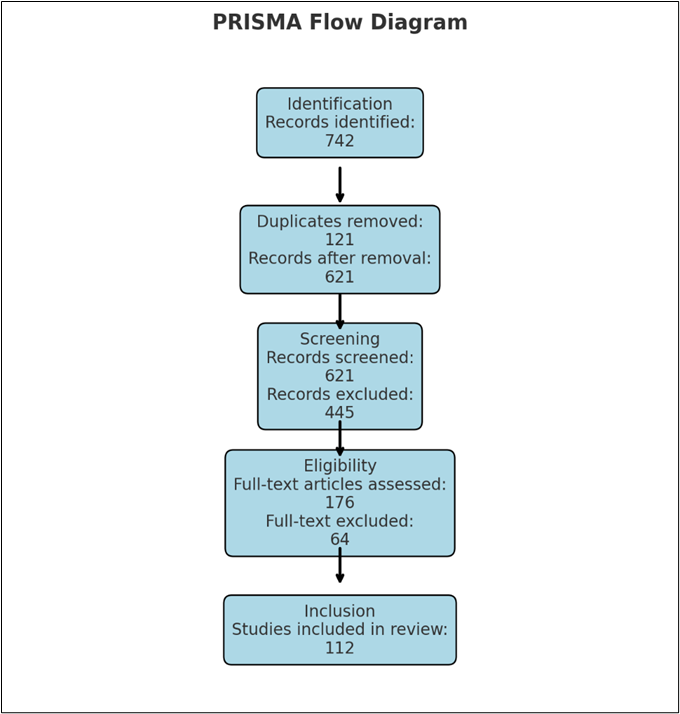 PRISMA Flow Diagram
Identification
Records identified:
742
Duplicates removed:
121
Records after removal:
621
Screening
Records screened:
621
Records excluded:
445
Eligibility
Full-text articles assessed:
176
Full-text excluded:
64
Inclusion
Studies included in review:
112